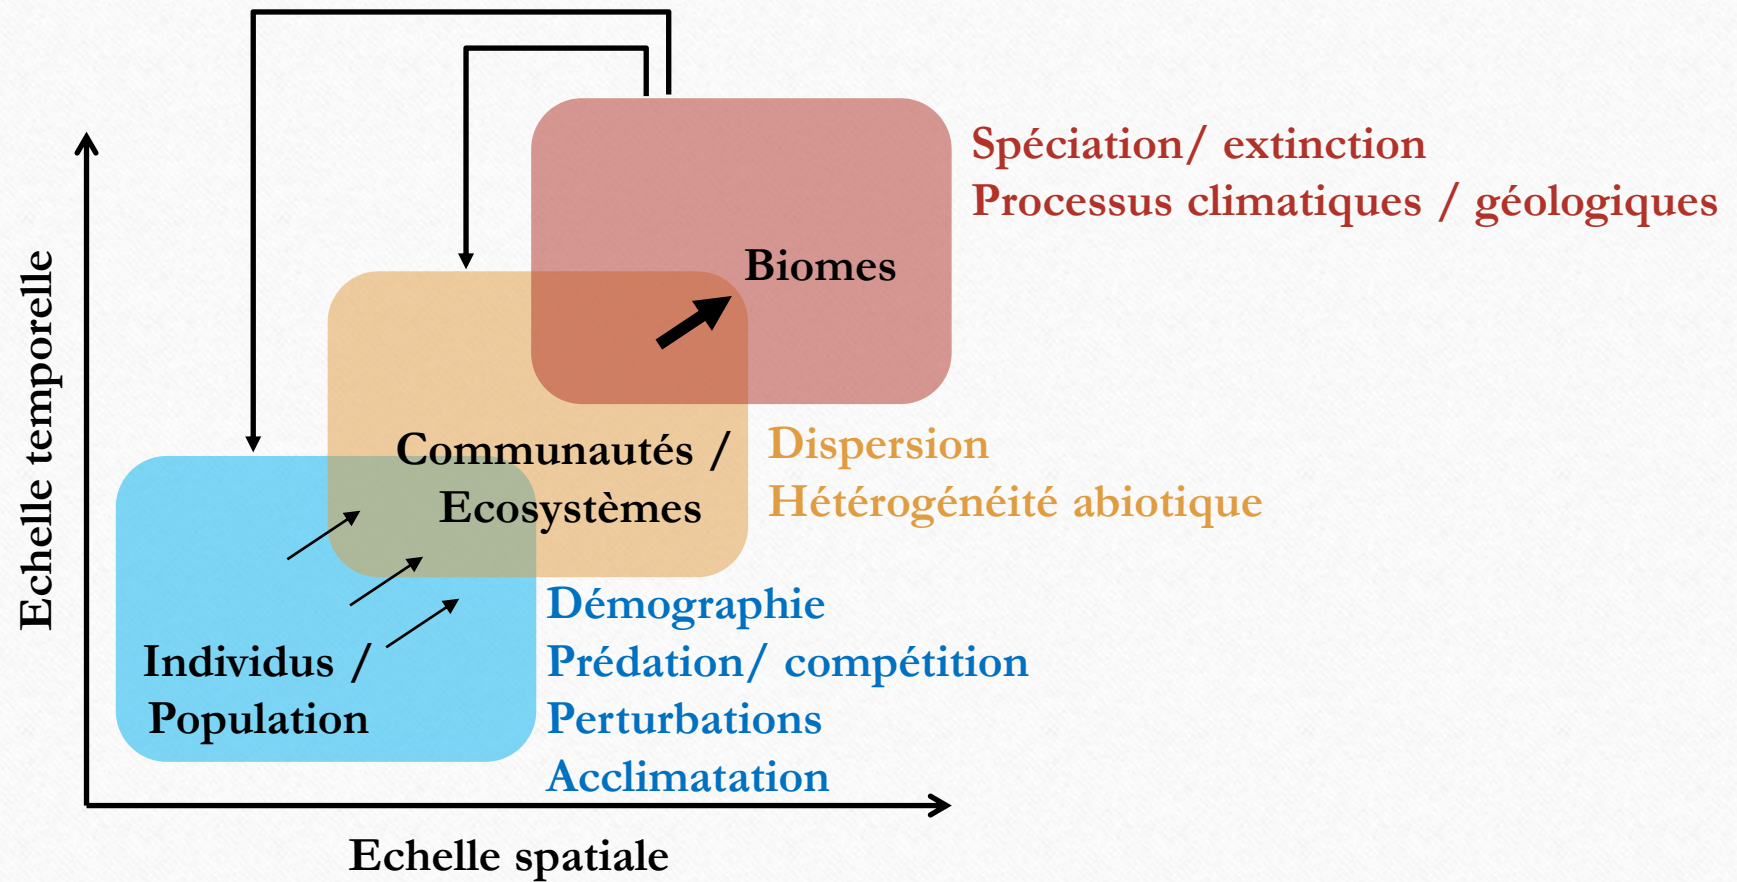 Spéciation/ extinction
Processus climatiques / géologiques
Biomes
Echelle temporelle
Communautés /
Ecosystèmes
Dispersion
Hétérogénéité abiotique
Individus /
Population
Démographie
Prédation/ compétition
Perturbations
Acclimatation
Echelle spatiale